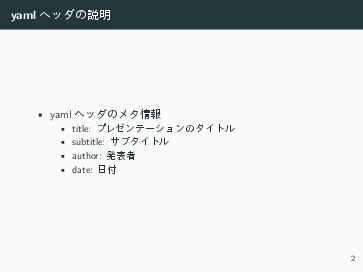 yaml ヘッダの説明
▪ yaml ヘッダのメタ情報
▪ title: プレゼンテーションのタイトル
▪ subtitle: サブタイトル
▪ author: 発表者
▪ date: 日付
2